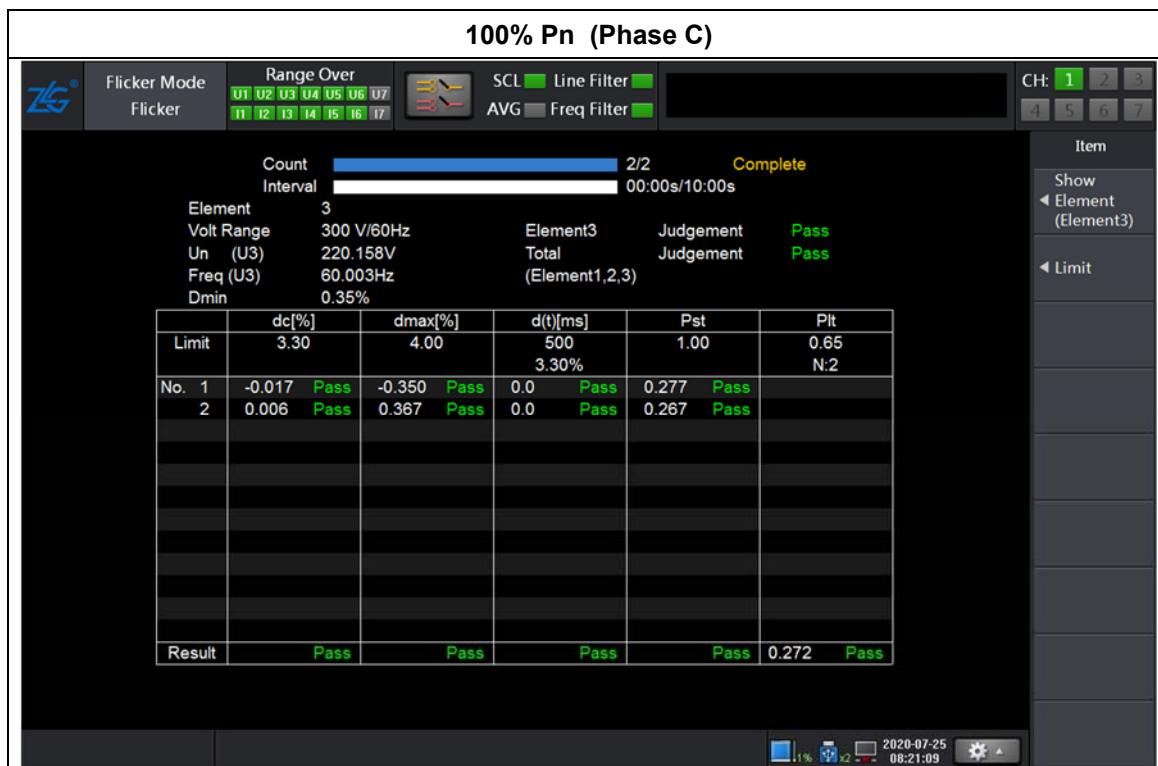 100% Pn (Phase C)
ZLG®
Flicker Mode
Flicker
Range Over
U1 U2 U3 U4 U5 U6 U7
I1 I2 I3 I4 I5 I6 I7
SCL Line Filter
AVG Freq Filter
CH: 1 2 3
4 5 6 7
Count 2/2 Complete
Interval 00:00s/10:00s
Element 3
Volt Range 300 V/60Hz Element3 Judgement Pass
Un (U3) 220.158V Total Judgement Pass
Freq (U3) 60.003Hz (Element1,2,3)
Dmin 0.35%
dc[%] dmax[%] d(t)[ms] Pst Plt
Limit 3.30 4.00 500 1.00 0.65
3.30% N:2
No. 1 -0.017 Pass -0.350 Pass 0.0 Pass 0.277 Pass
2 0.006 Pass 0.367 Pass 0.0 Pass 0.267 Pass
Result Pass Pass Pass Pass 0.272 Pass
Item
Show
Element
(Element3)
Limit
1% x2 2020-07-25
08:21:09